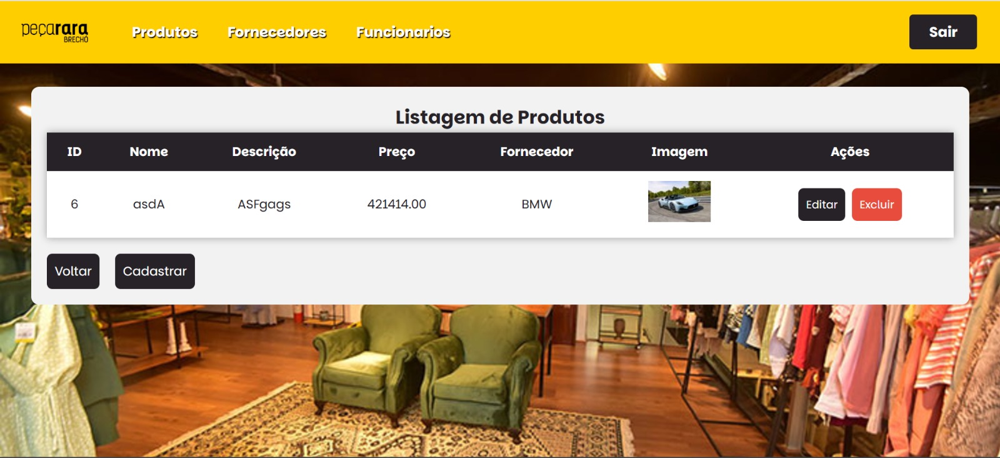 peçarara
BRECHÓ
Produtos Fornecedores Funcionarios Sair
Listagem de Produtos
ID Nome Descrição Preço Fornecedor Imagem Ações
6 asdA ASFgags 421414.00 BMW Editar Excluir
Voltar Cadastrar